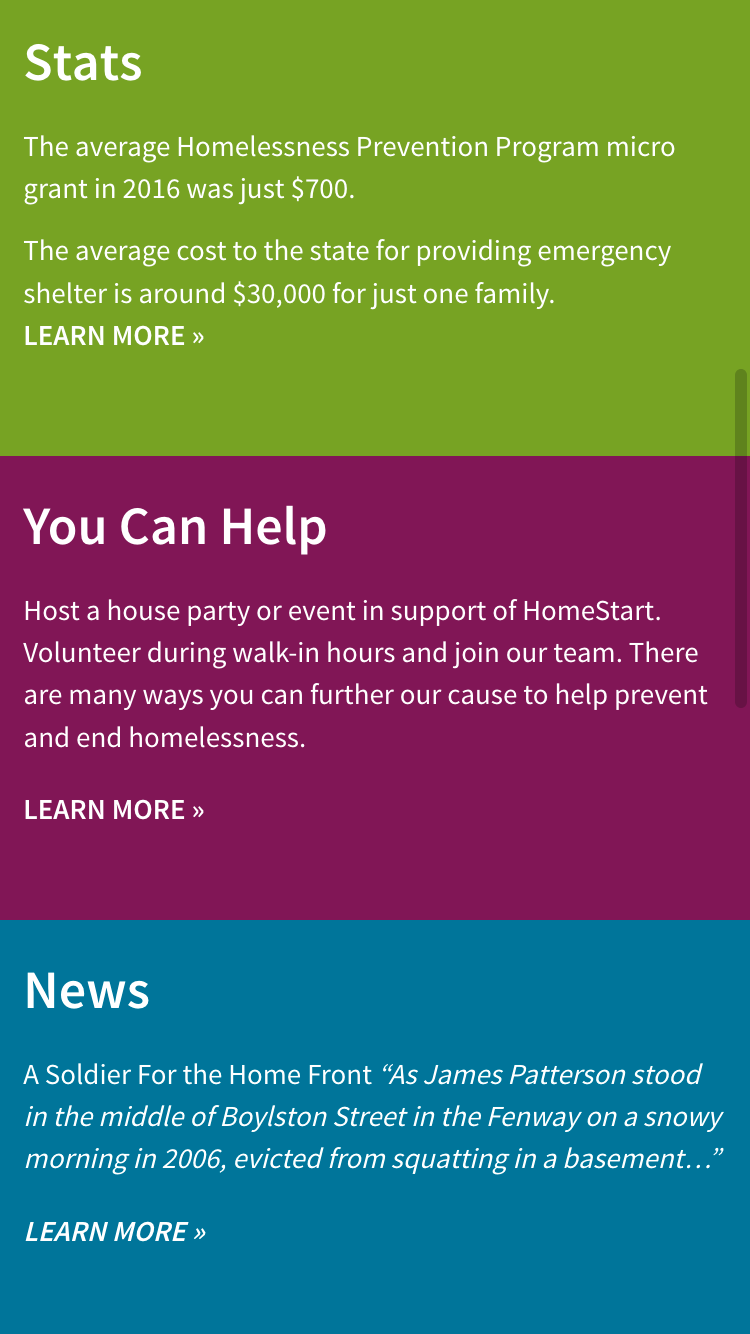 Stats
The average Homelessness Prevention Program micro
grant in 2016 was just $700.
The average cost to the state for providing emergency
shelter is around $30,000 for just one family.
LEARN MORE »
You Can Help
Host a house party or event in support of HomeStart.
Volunteer during walk-in hours and join our team. There
are many ways you can further our cause to help prevent
and end homelessness.
LEARN MORE »
News
A Soldier For the Home Front “As James Patterson stood
in the middle of Boylston Street in the Fenway on a snowy
morning in 2006, evicted from squatting in a basement…”
LEARN MORE »